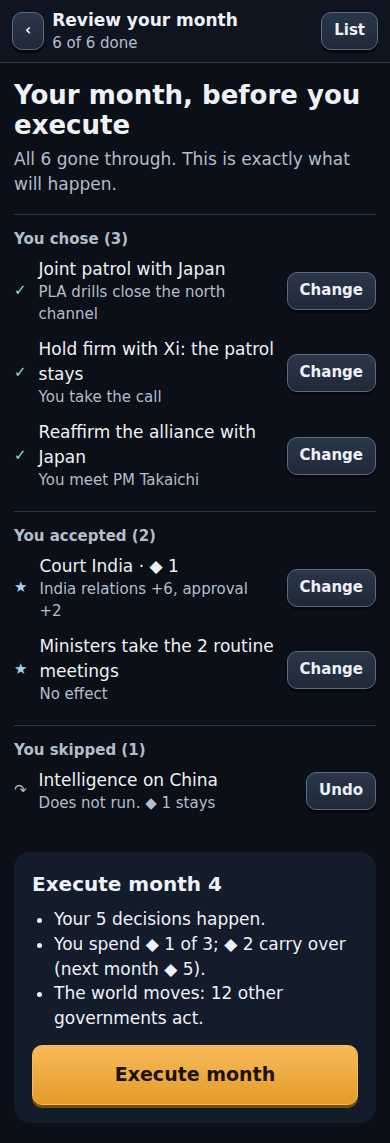 ‹
Review your month
6 of 6 done
List
Your month, before you
execute
All 6 gone through. This is exactly what
will happen.
You chose (3)
✓
Joint patrol with Japan
PLA drills close the north
channel
Change
✓
Hold firm with Xi: the patrol
stays
You take the call
Change
✓
Reaffirm the alliance with
Japan
You meet PM Takaichi
Change
You accepted (2)
★
Court India · ◆ 1
India relations +6, approval
+2
Change
★
Ministers take the 2 routine
meetings
No effect
Change
You skipped (1)
↷
Intelligence on China
Does not run. ◆ 1 stays
Undo
Execute month 4
• Your 5 decisions happen.
• You spend ◆ 1 of 3; ◆ 2 carry over
(next month ◆ 5).
• The world moves: 12 other
governments act.
Execute month